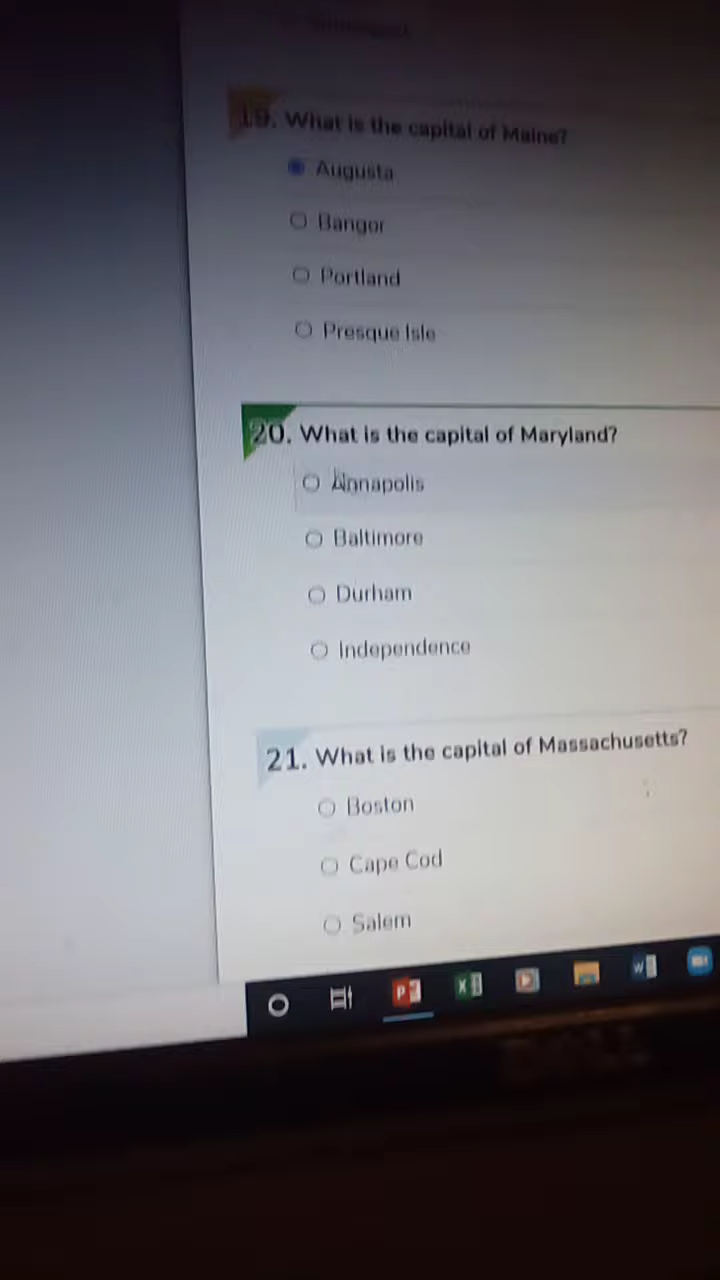 19. What is the capital of Maine?
Augusta
Bangor
Portland
Presque Isle
20. What is the capital of Maryland?
Annapolis
Baltimore
Durham
Independence
21. What is the capital of Massachusetts?
Boston
Cape Cod
Salem
DELL